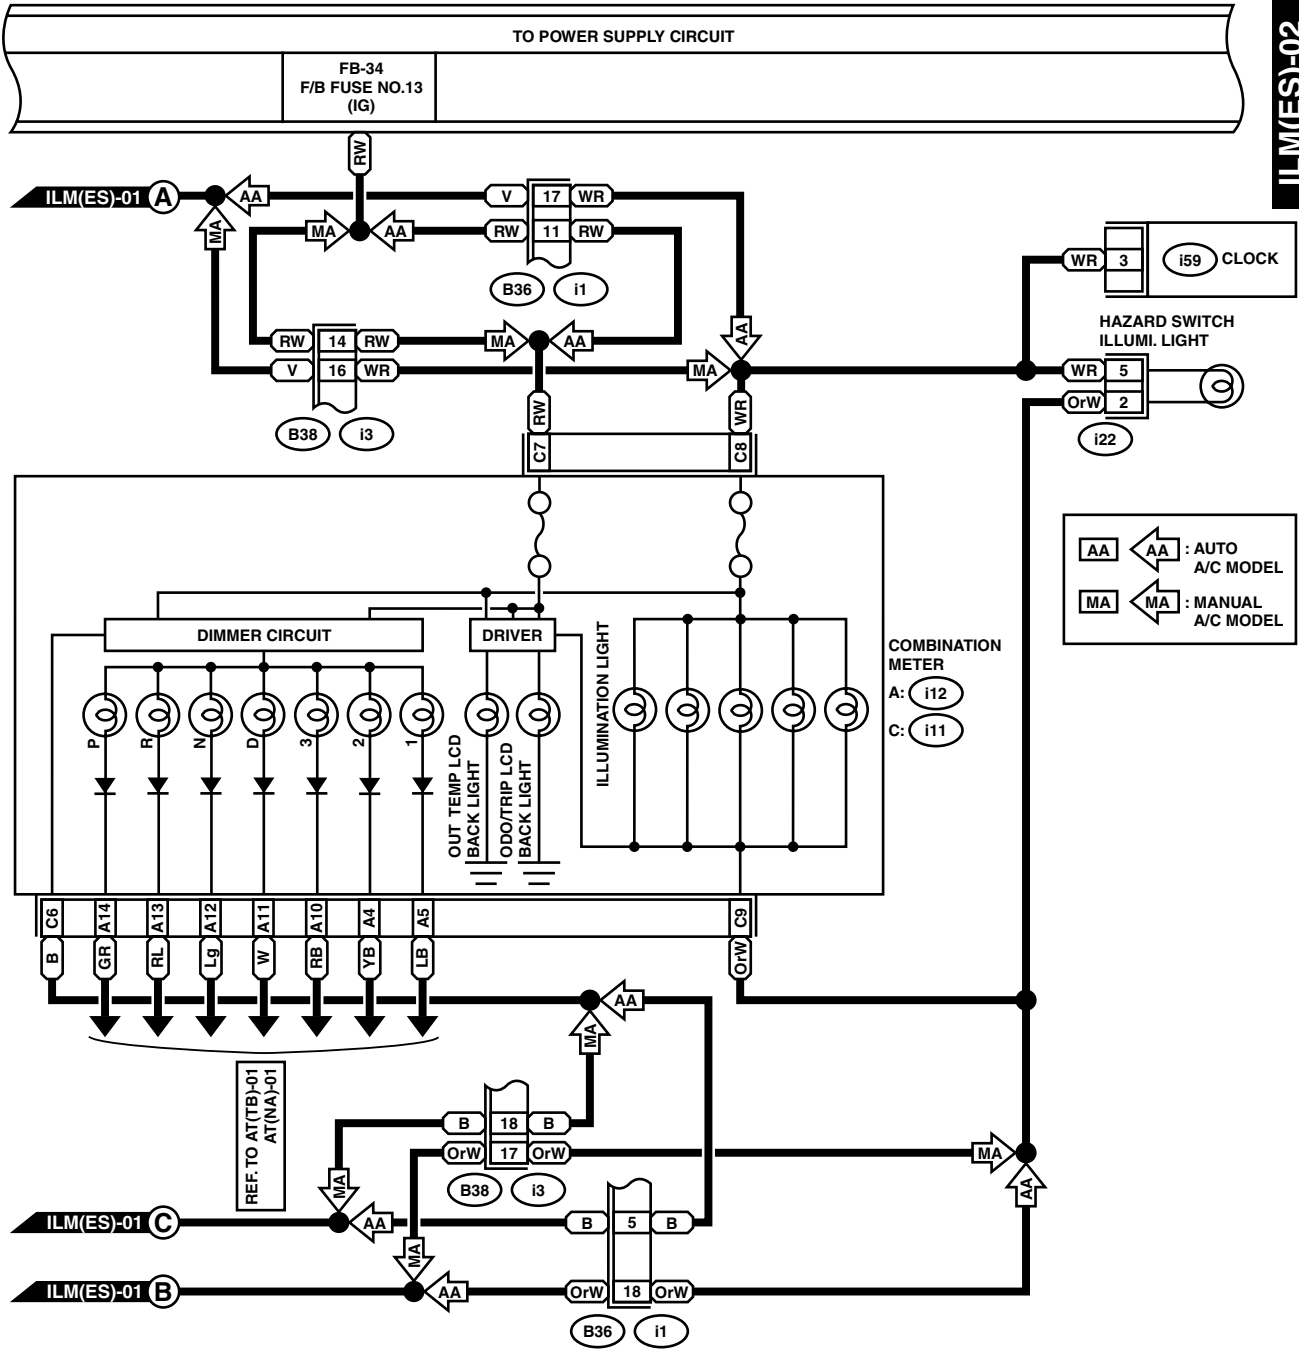 TO POWER SUPPLY CIRCUIT
ILM(ES)-02
FB-34
F/B FUSE NO.13
(IG)
RW
ILM(ES)-01 A
AA
V 17 WR
MA
MA
AA
RW 11 RW
B36 i1
WR 3
i59 CLOCK
HAZARD SWITCH
ILLUMI. LIGHT
RW 14 RW
MA
AA
AA
V 16 WR
MA
WR 5
OrW 2
B38 i3
i22
RW
WR
C7
C8
AA AA : AUTO
A/C MODEL
MA MA : MANUAL
A/C MODEL
DIMMER CIRCUIT
DRIVER
ILLUMINATION LIGHT
COMBINATION
METER
A: i12
C: i11
P
R
N
D
3
2
1
OUT TEMP LCD
BACK LIGHT
ODO/TRIP LCD
BACK LIGHT
C6
A14
A13
A12
A11
A10
A4
A5
C9
B
GR
RL
Lg
W
RB
YB
LB
OrW
AA
MA
REF. TO AT(TB)-01
AT(NA)-01
B 18 B
OrW 17 OrW
MA
B38 i3
MA
AA
ILM(ES)-01 C
AA
B 5 B
MA
ILM(ES)-01 B
AA
OrW 18 OrW
B36 i1